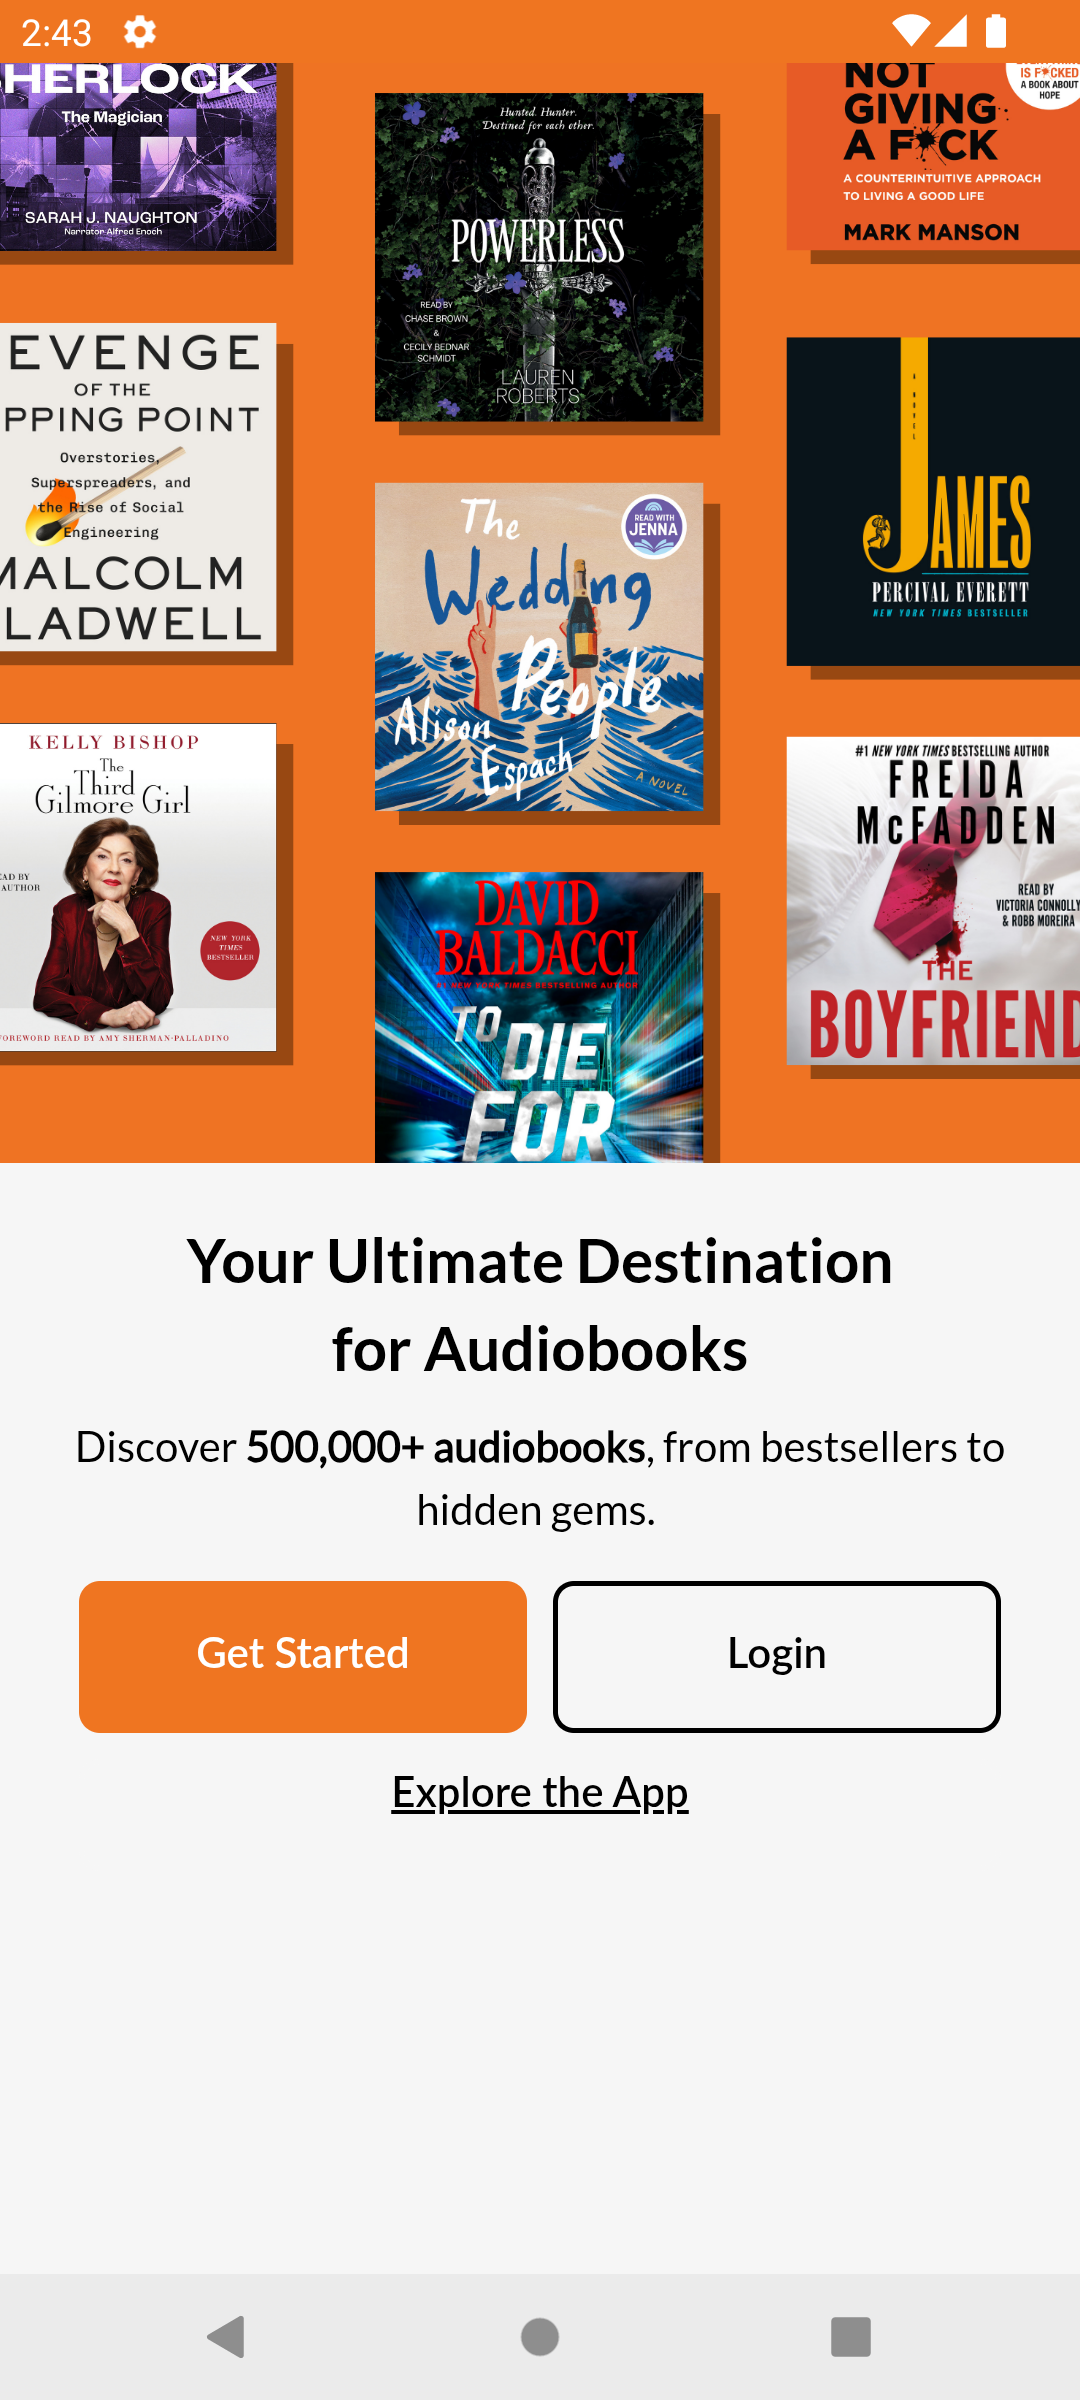 2:43
SHERLOCK
The Magician
SARAH J. NAUGHTON
Narrator Alfred Enoch
Hunted. Hunter.
Destined for each other.
POWERLESS
READ BY
CHASE BROWN
&
CECILY BEDNAR
SCHMIDT
LAUREN
ROBERTS
NOT
GIVING
A F CK
A COUNTERINTUITIVE APPROACH
TO LIVING A GOOD LIFE
MARK MANSON
IS F*CKED
A BOOK ABOUT
HOPE
EVENGE
OF THE
PPING POINT
Overstories,
Superspreaders, and
the Rise of Social
Engineering
MALCOLM
LADWELL
The
Wedding
People
Alison
Espach
A NOVEL
READ WITH
JENNA
A NOVEL
JAMES
PERCIVAL EVERETT
NEW YORK TIMES BESTSELLER
KELLY BISHOP
The
Third
Gilmore Girl
EAD BY
AUTHOR
NEW YORK
TIMES
BESTSELLER
FOREWORD READ BY AMY SHERMAN-PALLADINO
DAVID
BALDACCI
#1 NEW YORK TIMES BESTSELLING AUTHOR
TO DIE
FOR
#1 NEW YORK TIMES BESTSELLING AUTHOR
FREIDA
McFADDEN
READ BY
VICTORIA CONNOLLY
& ROBB MOREIRA
THE
BOYFRIEND
Your Ultimate Destination
for Audiobooks
Discover 500,000+ audiobooks, from bestsellers to
hidden gems.
Get Started
Login
Explore the App